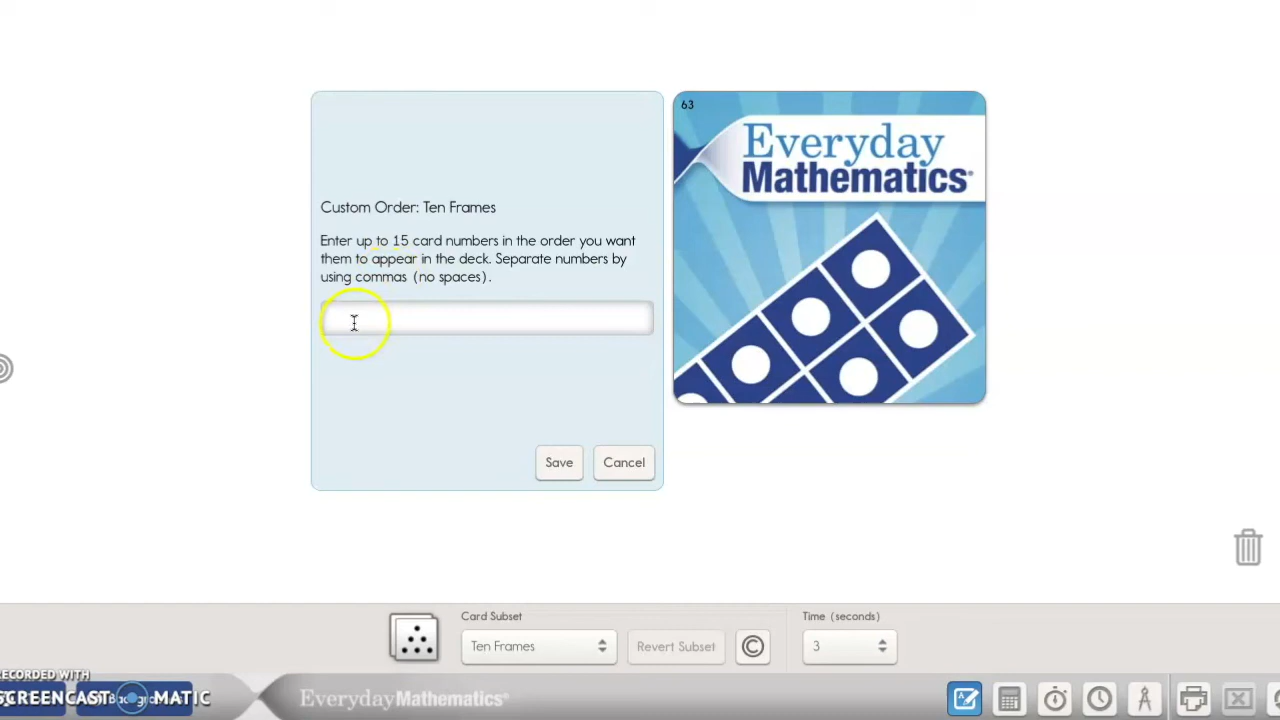 63
Everyday
Mathematics®
Custom Order: Ten Frames
Enter up to 15 card numbers in the order you want
them to appear in the deck. Separate numbers by
using commas (no spaces).
Save
Cancel
Card Subset
Time (seconds)
Ten Frames
Revert Subset
©
3
RECORDED WITH
SCREENCAST MATIC
Everyday Mathematics®